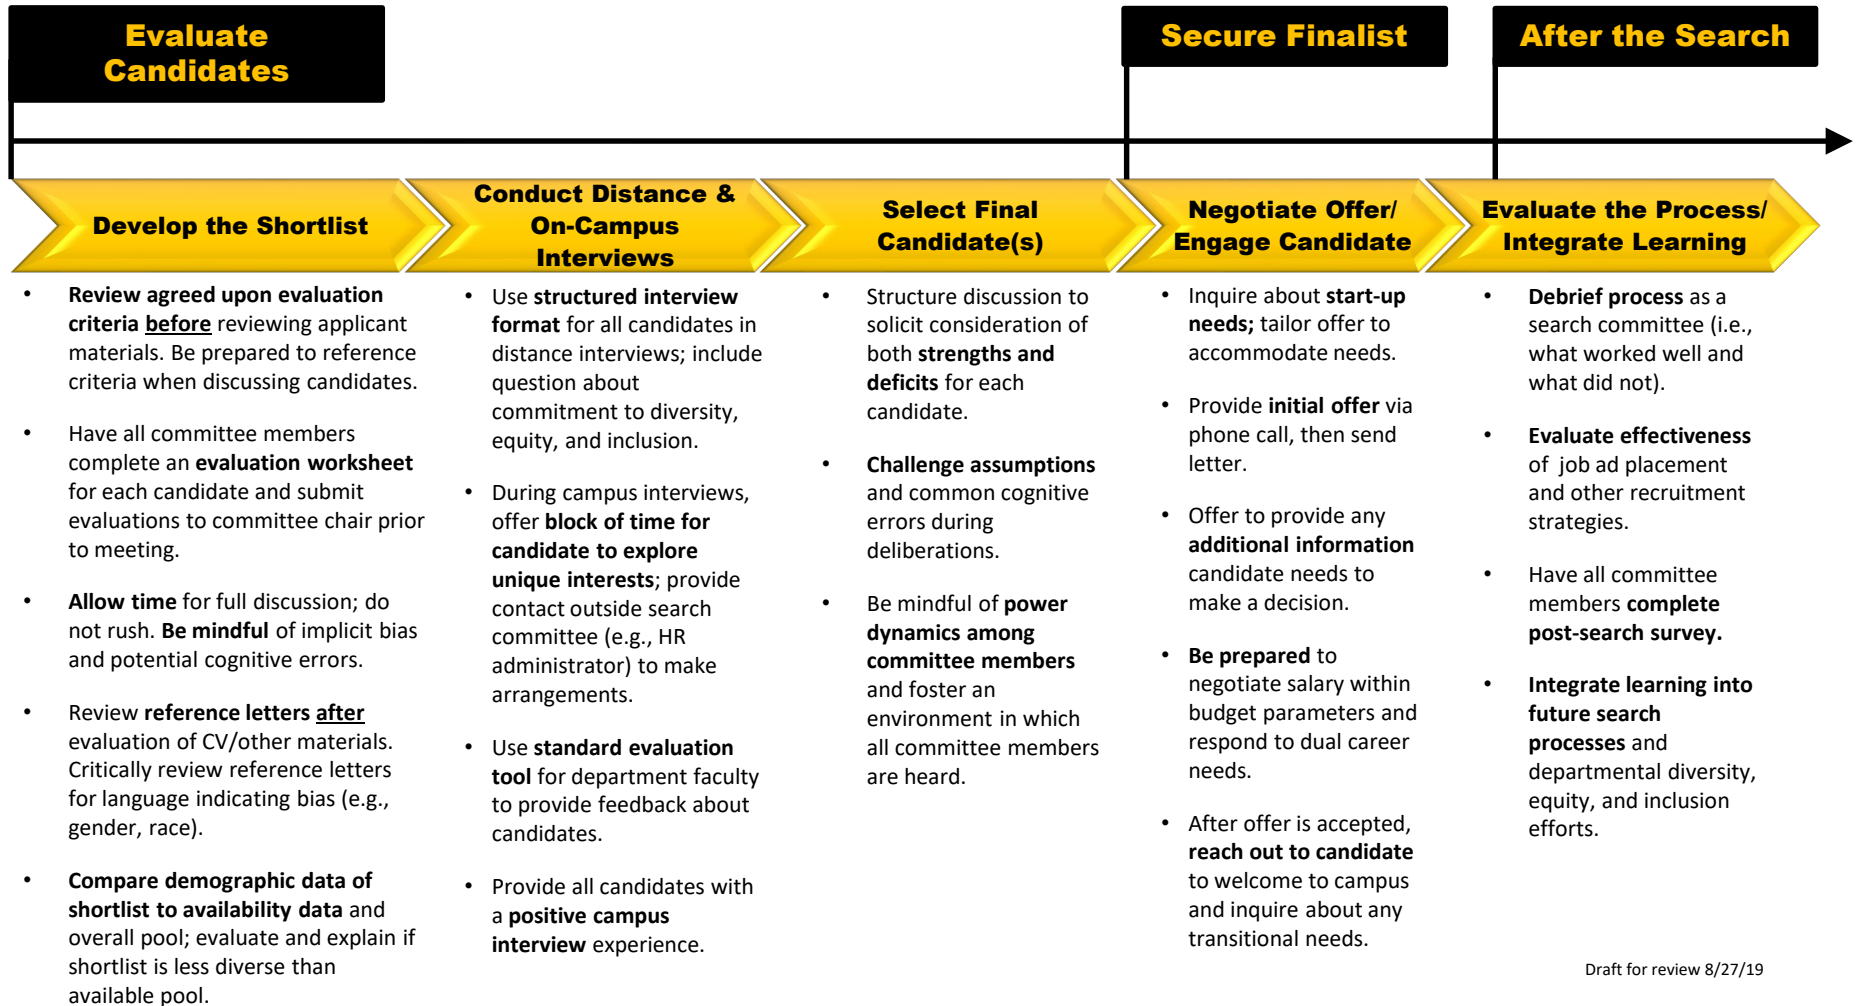 Evaluate
Candidates
Secure Finalist
After the Search
Develop the Shortlist
• Review agreed upon evaluation
criteria before reviewing applicant
materials. Be prepared to reference
criteria when discussing candidates.
• Have all committee members
complete an evaluation worksheet
for each candidate and submit
evaluations to committee chair prior
to meeting.
• Allow time for full discussion; do
not rush. Be mindful of implicit bias
and potential cognitive errors.
• Review reference letters after
evaluation of CV/other materials.
Critically review reference letters
for language indicating bias (e.g.,
gender, race).
• Compare demographic data of
shortlist to availability data and
overall pool; evaluate and explain if
shortlist is less diverse than
available pool.
Conduct Distance &
On-Campus
Interviews
• Use structured interview
format for all candidates in
distance interviews; include
question about
commitment to diversity,
equity, and inclusion.
• During campus interviews,
offer block of time for
candidate to explore
unique interests; provide
contact outside search
committee (e.g., HR
administrator) to make
arrangements.
• Use standard evaluation
tool for department faculty
to provide feedback about
candidates.
• Provide all candidates with
a positive campus
interview experience.
Select Final
Candidate(s)
• Structure discussion to
solicit consideration of
both strengths and
deficits for each
candidate.
• Challenge assumptions
and common cognitive
errors during
deliberations.
• Be mindful of power
dynamics among
committee members
and foster an
environment in which
all committee members
are heard.
Negotiate Offer/
Engage Candidate
• Inquire about start-up
needs; tailor offer to
accommodate needs.
• Provide initial offer via
phone call, then send
letter.
• Offer to provide any
additional information
candidate needs to
make a decision.
• Be prepared to
negotiate salary within
budget parameters and
respond to dual career
needs.
• After offer is accepted,
reach out to candidate
to welcome to campus
and inquire about any
transitional needs.
Evaluate the Process/
Integrate Learning
• Debrief process as a
search committee (i.e.,
what worked well and
what did not).
• Evaluate effectiveness
of job ad placement
and other recruitment
strategies.
• Have all committee
members complete
post-search survey.
• Integrate learning into
future search
processes and
departmental diversity,
equity, and inclusion
efforts.
Draft for review 8/27/19